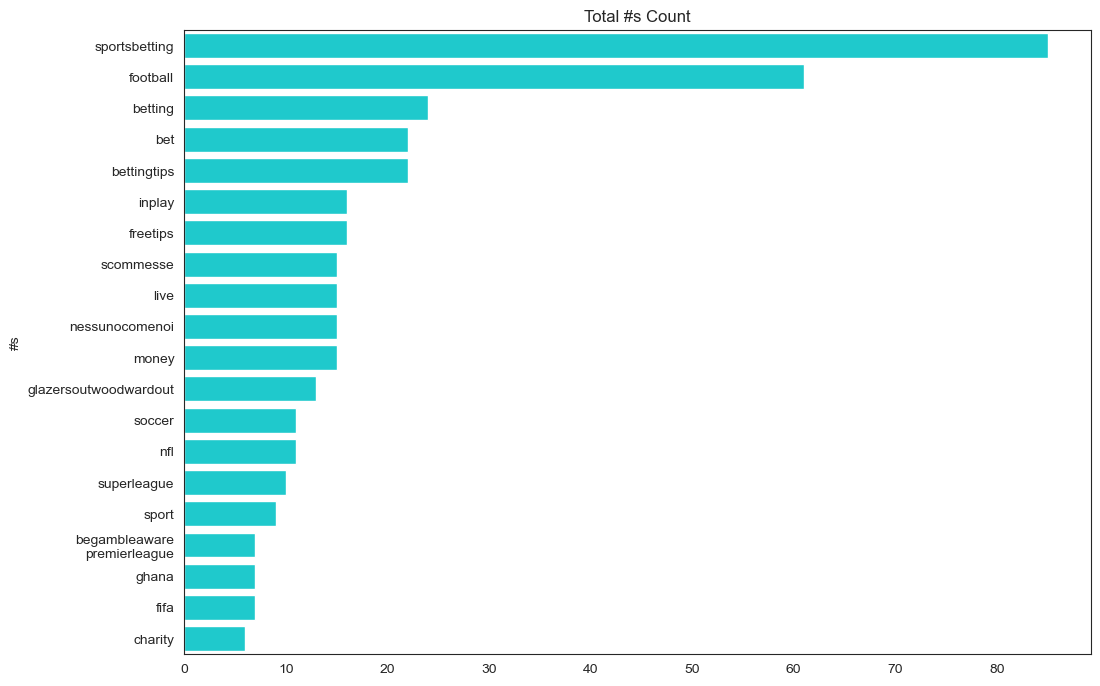 Total #s Count
#s
sportsbetting
football
betting
bet
bettingtips
inplay
freetips
scommesse
live
nessunocomenoi
money
glazersoutwoodwardout
soccer
nfl
superleague
sport
begambleaware
premierleague
ghana
fifa
charity
0 10 20 30 40 50 60 70 80